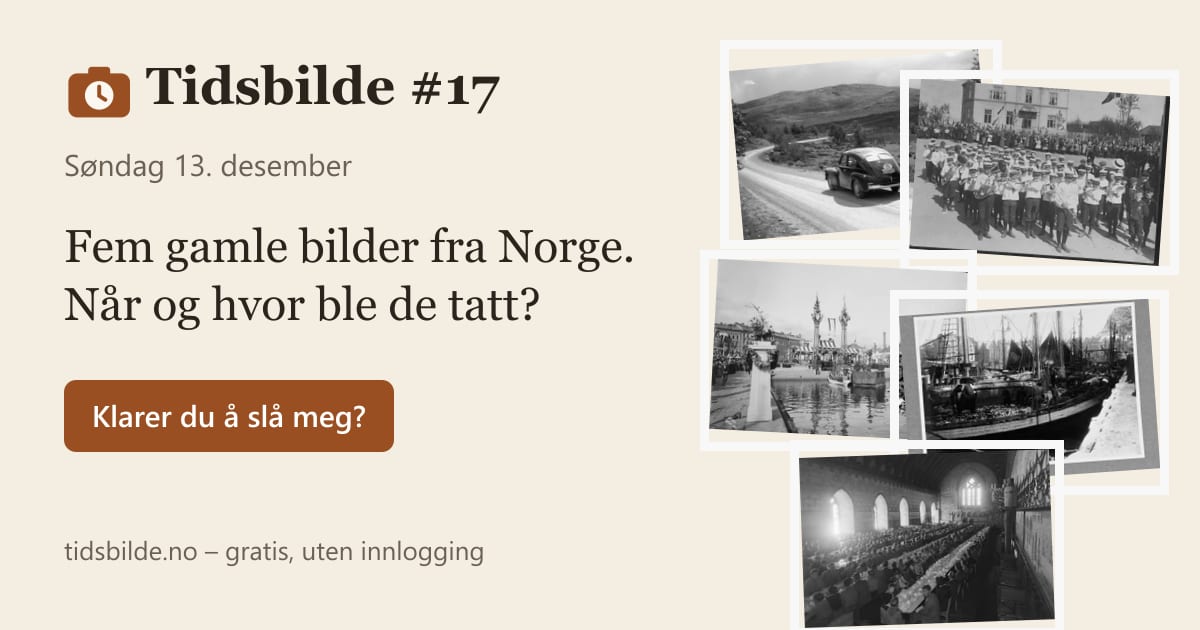 Tidsbilde #17
Søndag 13. desember
Fem gamle bilder fra Norge.
Når og hvor ble de tatt?
Klarer du å slå meg?
tidsbilde.no – gratis, uten innlogging